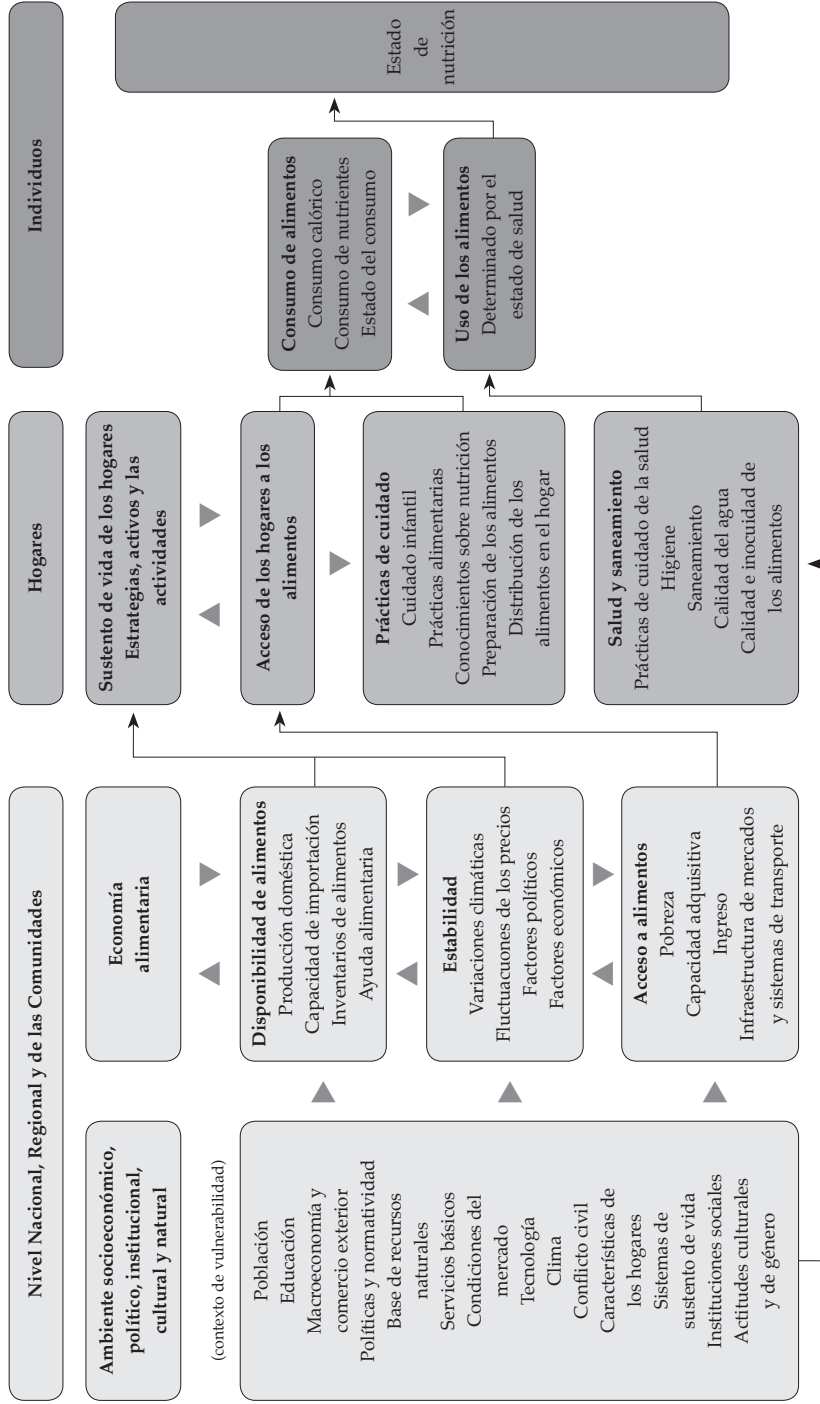 Nivel Nacional, Regional y de las Comunidades
Ambiente socioeconómico,
político, institucional,
cultural y natural
(contexto de vulnerabilidad)
Población
Educación
Macroeconomía y
comercio exterior
Políticas y normatividad
Base de recursos
naturales
Servicios básicos
Condiciones del
mercado
Tecnología
Clima
Conflicto civil
Características de
los hogares
Sistemas de
sustento de vida
Instituciones sociales
Actitudes culturales
y de género
Economía
alimentaria
Disponibilidad de alimentos
Producción doméstica
Capacidad de importación
Inventarios de alimentos
Ayuda alimentaria
Estabilidad
Variaciones climáticas
Fluctuacuones de los precios
Factores políticos
Factores económicos
Acceso a alimentos
Pobreza
Capacidad adquisitiva
Ingreso
Infraestructura de mercados
y sistemas de transporte
Hogares
Sustento de vida de los hogares
Estrategias, activos y las
actividades
Acceso de los hogares a los
alimentos
Prácticas de cuidado
Cuidado infantil
Prácticas alimentarias
Conocimientos sobre nutrición
Preparación de los alimentos
Distribución de los
alimentos en el hogar
Salud y saneamiento
Prácticas de cuidado de la salud
Higiene
Saneamiento
Calidad del agua
Calidad e inocuidad de
los alimentos
Individuos
Consumo de alimentos
Consumo calórico
Consumo de nutrientes
Estado del consumo
Uso de los alimentos
Determinado por el
estado de salud
Estado
de
nutrición